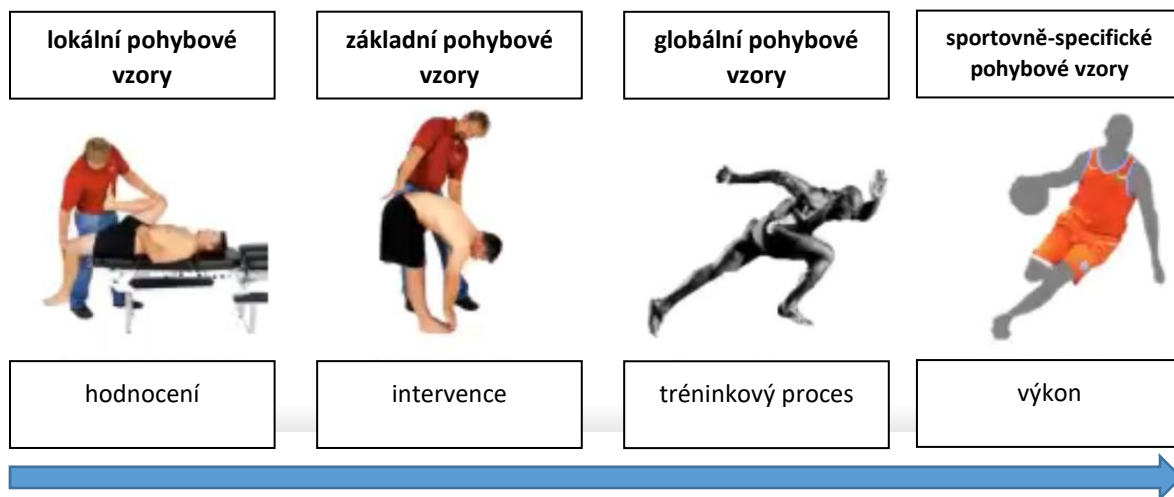 lokální pohybové
vzory
základní pohybové
vzory
globální pohybové
vzory
sportovně-specifické
pohybové vzory
hodnocení
intervence
tréninkový proces
výkon